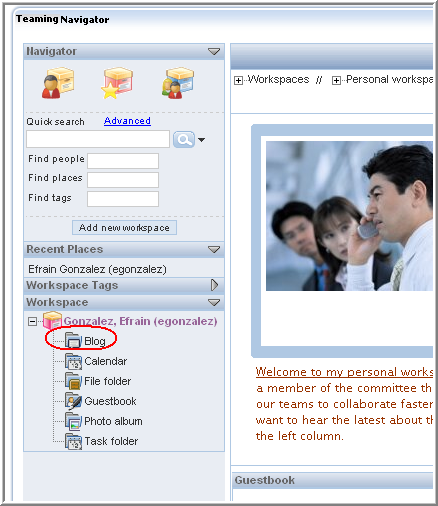 Teaming Navigator
Navigator
Quick search Advanced
Find people
Find places
Find tags
Add new workspace
Recent Places
Efrain Gonzalez (egonzalez)
Workspace Tags
Workspace
Gonzalez, Efrain (egonzalez)
Blog
Calendar
File folder
Guestbook
Photo album
Task folder
Workspaces // Personal workspa
Welcome to my personal works
a member of the committee th
our teams to collaborate faster
want to hear the latest about th
the left column.
Guestbook